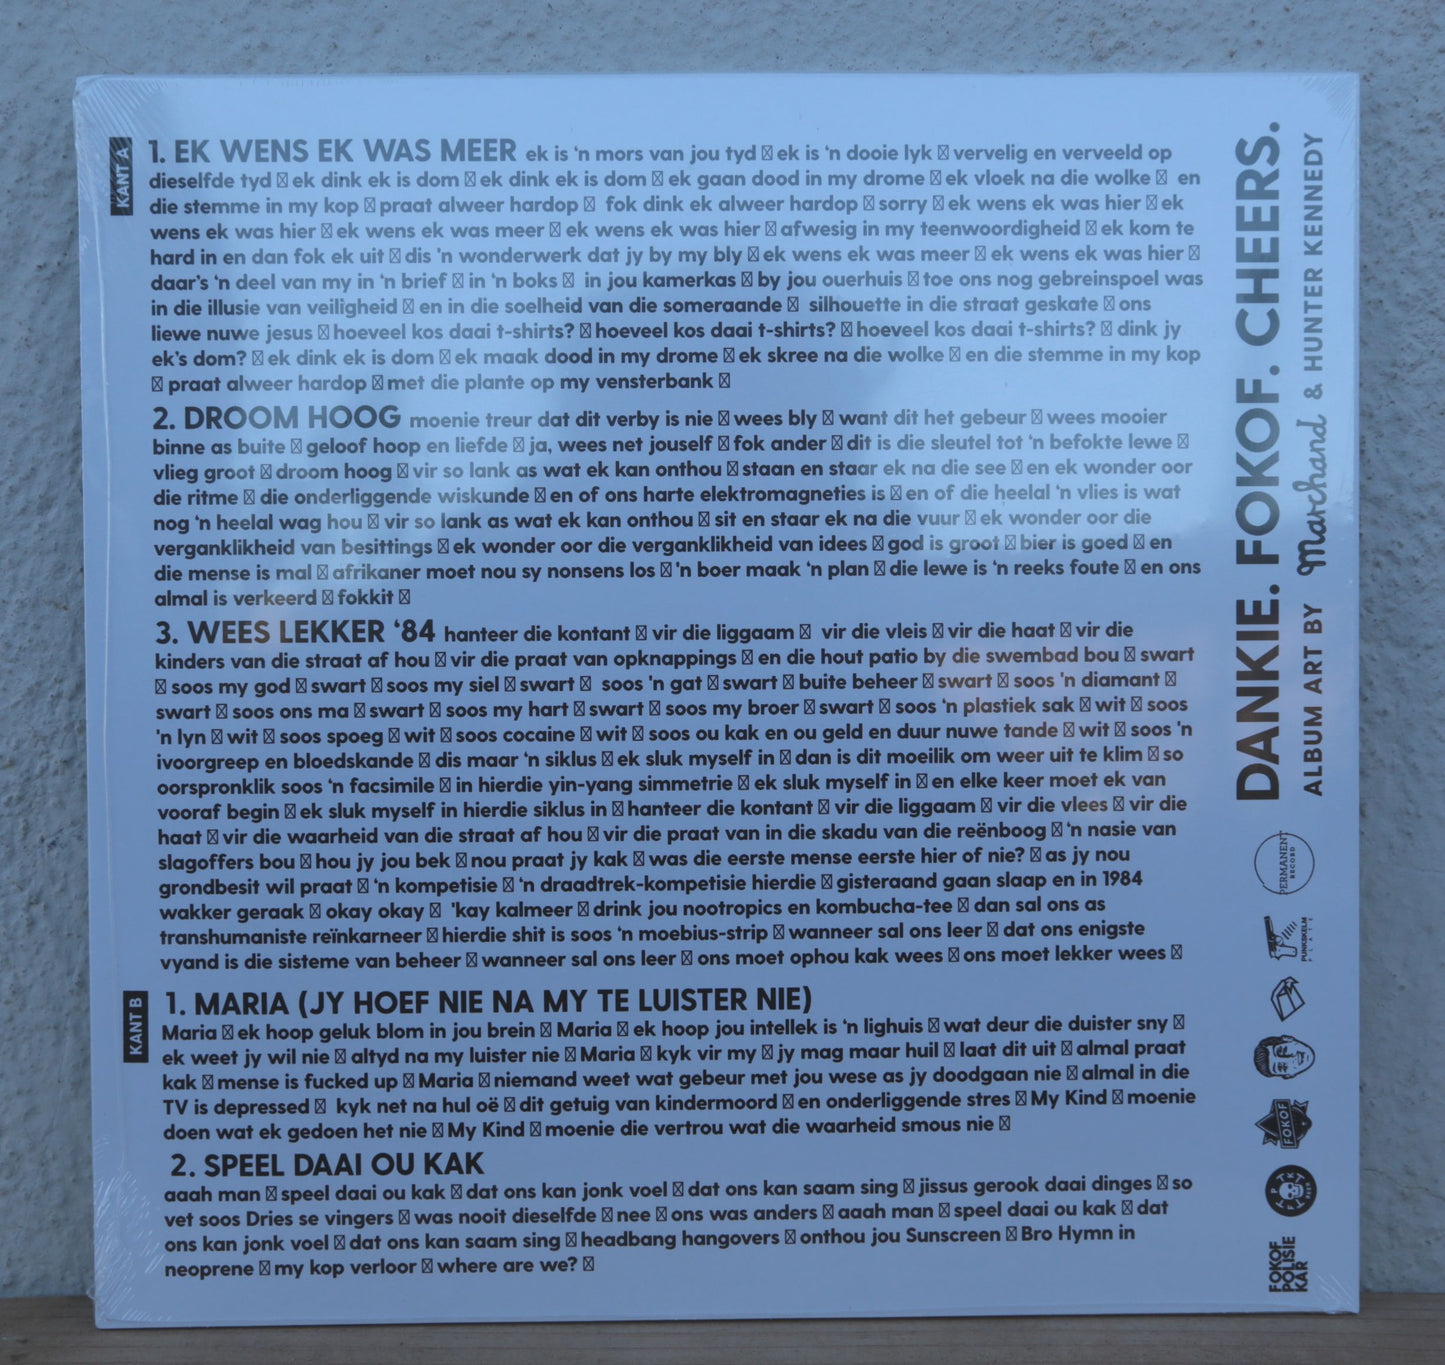 KANT A
1. EK WENS EK WAS MEER ek is ‘n mors van jou tyd ☒ ek is ‘n dooie lyk ☒ vervelig en verveeld op
dieselfde tyd ☒ ek dink ek is dom ☒ ek dink ek is dom ☒ ek gaan dood in my drome ☒ ek vloek na die wolke ☒ en
die stemme in my kop ☒ praat alweer hardop ☒ fok dink ek alweer hardop ☒ sorry ☒ ek wens ek was hier ☒ ek
wens ek was hier ☒ ek wens ek was meer ☒ ek wens ek was hier ☒ afwesig in my teenwoordigheid ☒ ek kom te
hard in en dan fok ek uit ☒ dis 'n wonderwerk dat jy by my bly ☒ ek wens ek was meer ☒ ek wens ek was hier ☒
daar’s ‘n deel van my in ‘n brief ☒ in ‘n boks ☒ in jou kamerkas ☒ by jou ouerhuis ☒ toe ons nog gebreinspoel was
in die illusie van veiligheid ☒ en in die soelheid van die someraande ☒ silhouette in die straat geskate ☒ ons
liewe nuwe jesus ☒ hoeveel kos daai t-shirts? ☒ hoeveel kos daai t-shirts? ☒ hoeveel kos daai t-shirts? ☒ dink jy
ek’s dom? ☒ ek dink ek is dom ☒ ek maak dood in my drome ☒ ek skree na die wolke ☒ en die stemme in my kop
☒ praat alweer hardop ☒ met die plante op my vensterbank ☒
2. DROOM HOOG moenie treur dat dit verby is nie ☒ wees bly ☒ want dit het gebeur ☒ wees mooier
binne as buite ☒ geloof hoop en liefde ☒ ja, wees net jouself ☒ fok ander ☒ dit is die sleutel tot ‘n befokte lewe ☒
vlieg groot ☒ droom hoog ☒ vir so lank as wat ek kan onthou ☒ staan en staar ek na die see ☒ en ek wonder oor
die ritme ☒ die onderliggende wiskunde ☒ en of ons harte elektromagneties is ☒ en of die heelal ‘n vlies is wat
nog ‘n heelal wag hou ☒ vir so lank as wat ek kan onthou ☒ sit en staar ek na die vuur ☒ ek wonder oor die
verganklikheid van besittings ☒ ek wonder oor die verganklikheid van idees ☒ god is groot ☒ bier is goed ☒ en
die mense is mal ☒ afrikaner moet nou sy nonsens los ☒ 'n boer maak ‘n plan ☒ die lewe is ‘n reeks foute ☒ en ons
almal is verkeerd ☒ fokkit ☒
3. WEES LEKKER ‘84 hanteer die kontant ☒ vir die liggaam ☒ vir die vleis ☒ vir die haat ☒ vir die
kinders van die straat af hou ☒ vir die praat van opknappings ☒ en die hout patio by die swembad bou ☒ swart
☒ soos my god ☒ swart ☒ soos my siel ☒ swart ☒ soos 'n gat ☒ swart ☒ buite beheer ☒ swart ☒ soos 'n diamant ☒
swart ☒ soos ons ma ☒ swart ☒ soos my hart ☒ swart ☒ soos my broer ☒ swart ☒ soos ‘n plastiek sak ☒ wit ☒ soos
'n lyn ☒ wit ☒ soos spoeg ☒ wit ☒ soos cocaine ☒ wit ☒ soos ou kak en ou geld en duur nuwe tande ☒ wit ☒ soos 'n
ivoorgreep en bloedskande ☒ dis maar 'n siklus ☒ ek sluk myself in ☒ dan is dit moeilik om weer uit te klim ☒ so
oorspronklik soos ‘n facsimile ☒ in hierdie yin-yang simmetrie ☒ ek sluk myself in ☒ en elke keer moet ek van
vooraf begin ☒ ek sluk myself in hierdie siklus in ☒ hanteer die kontant ☒ vir die liggaam ☒ vir die vlees ☒ vir die
haat ☒ vir die waarheid van die straat af hou ☒ vir die praat van in die skadu van die reënboog ☒ ‘n nasie van
slagoffers bou ☒ hou jy jou bek ☒ nou praat jy kak ☒ was die eerste mense eerste hier of nie? ☒ as jy nou
grondbesit wil praat ☒ ‘n kompetisie ☒ ‘n draadtrek-kompetisie hierdie ☒ gisteraand gaan slaap en in 1984
wakker geraak ☒ okay okay ☒ 'kay kalmeer ☒ drink jou nootropics en kombucha-tee ☒ dan sal ons as
transhumaniste reïnkarneer ☒ hierdie shit is soos ‘n moebius-strip ☒ wanneer sal ons leer ☒ dat ons enigste
vyand is die sisteme van beheer ☒ wanneer sal ons leer ☒ ons moet ophou kak wees ☒ ons moet lekker wees ☒
KANT B
1. MARIA (JY HOEF NIE NA MY TE LUISTER NIE)
Maria ☒ ek hoop geluk blom in jou brein ☒ Maria ☒ ek hoop jou intellek is ‘n lighuis ☒ wat deur die duister sny ☒
ek weet jy wil nie ☒ altyd na my luister nie ☒ Maria ☒ kyk vir my ☒ jy mag maar huil ☒ laat dit uit ☒ almal praat
kak ☒ mense is fucked up ☒ Maria ☒ niemand weet wat gebeur met jou wese as jy doodgaan nie ☒ almal in die
TV is depressed ☒ kyk net na hul oë ☒ dit getuig van kindermoord ☒ en onderliggende stres ☒ My Kind ☒ moenie
doen wat ek gedoen het nie ☒ My Kind ☒ moenie die vertrou wat die waarheid smous nie ☒
2. SPEEL DAAI OU KAK
aaah man ☒ speel daai ou kak ☒ dat ons kan jonk voel ☒ dat ons kan saam sing ☒ jissus gerook daai dinges ☒ so
vet soos Dries se vingers ☒ was nooit dieselfde ☒ nee ☒ ons was anders ☒ aaah man ☒ speel daai ou kak ☒ dat
ons kan jonk voel ☒ dat ons kan saam sing ☒ headbang hangovers ☒ onthou jou Sunscreen ☒ Bro Hymn in
neoprene ☒ my kop verloor ☒ where are we? ☒
DANKIE. FOKOF. CHEERS.
ALBUM ART BY Marchand & HUNTER KENNEDY
PERMANENT
RECORD
PUNKSKELM
PLATE
FOKOF
FPTK
BEER
FOKOF
POLISIE
KAR